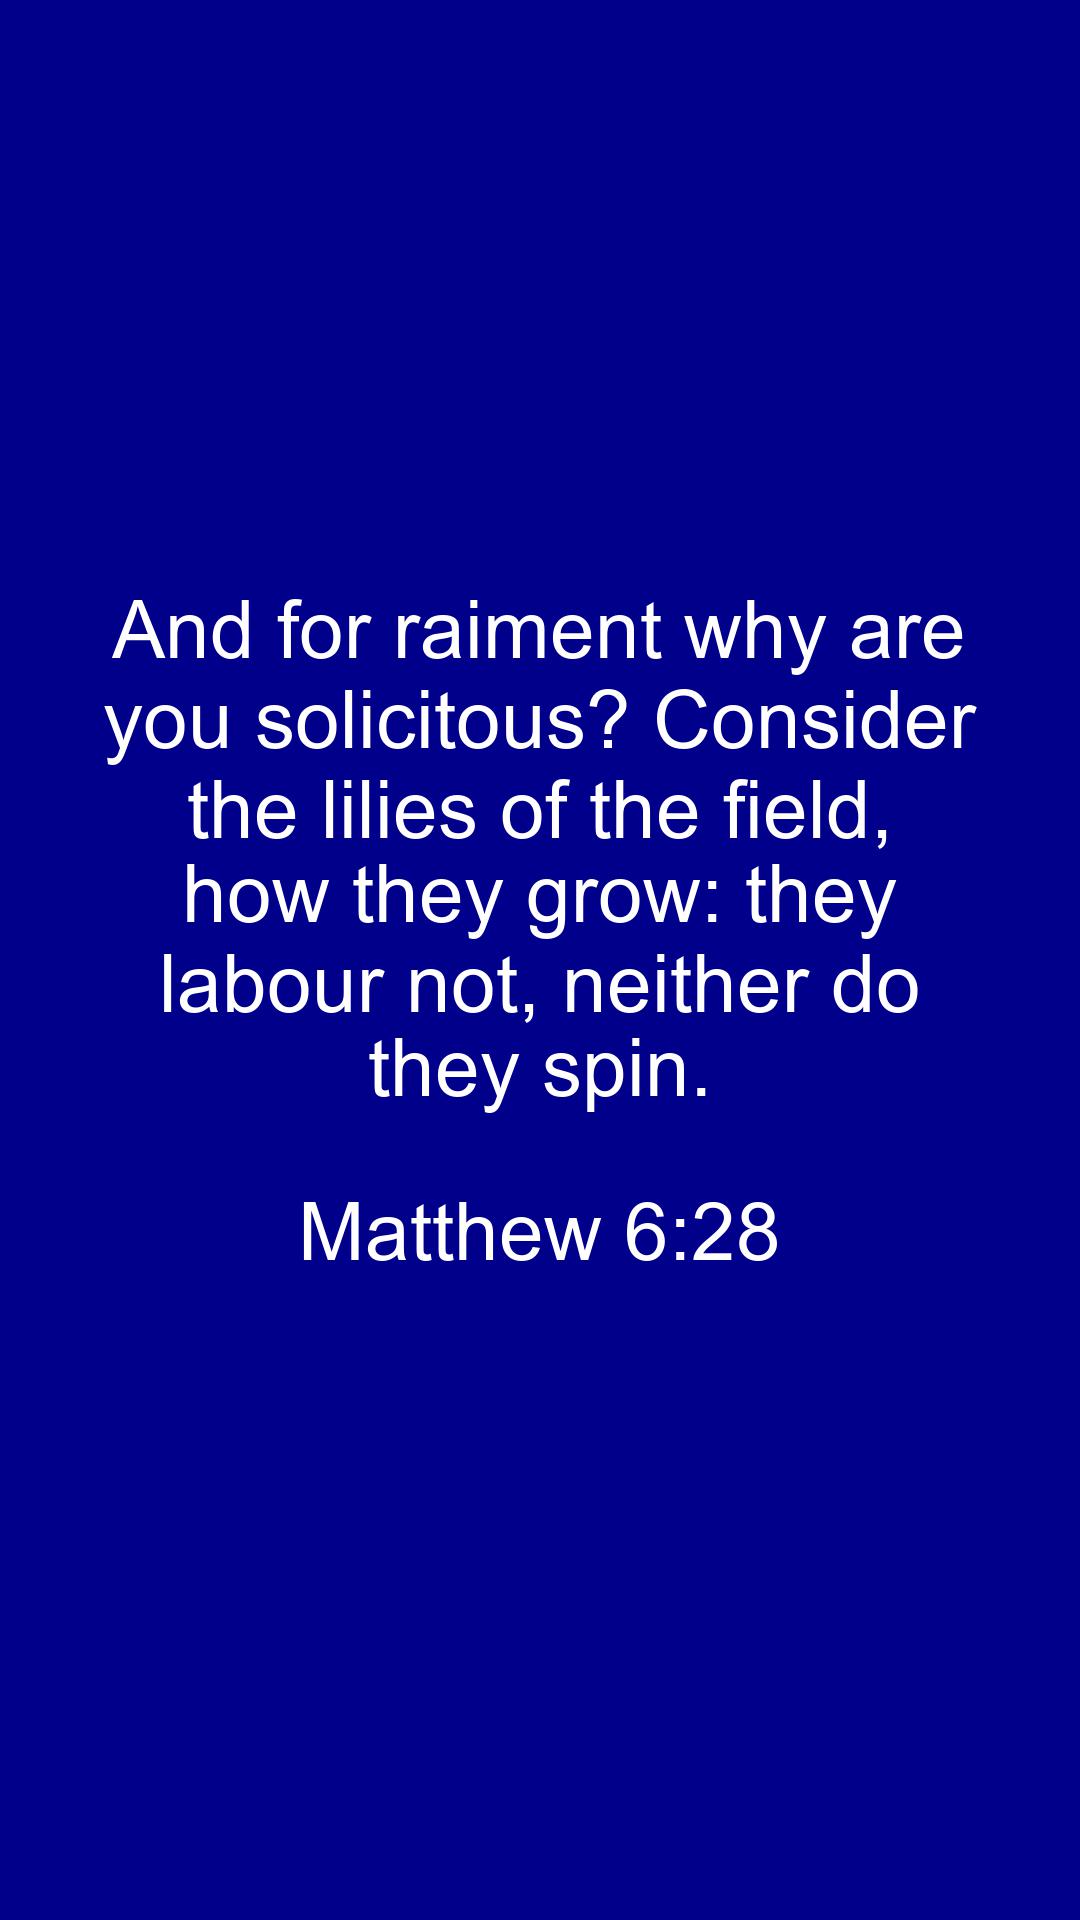 And for raiment why are
you solicitous? Consider
the lilies of the field,
how they grow: they
labour not, neither do
they spin.
Matthew 6:28